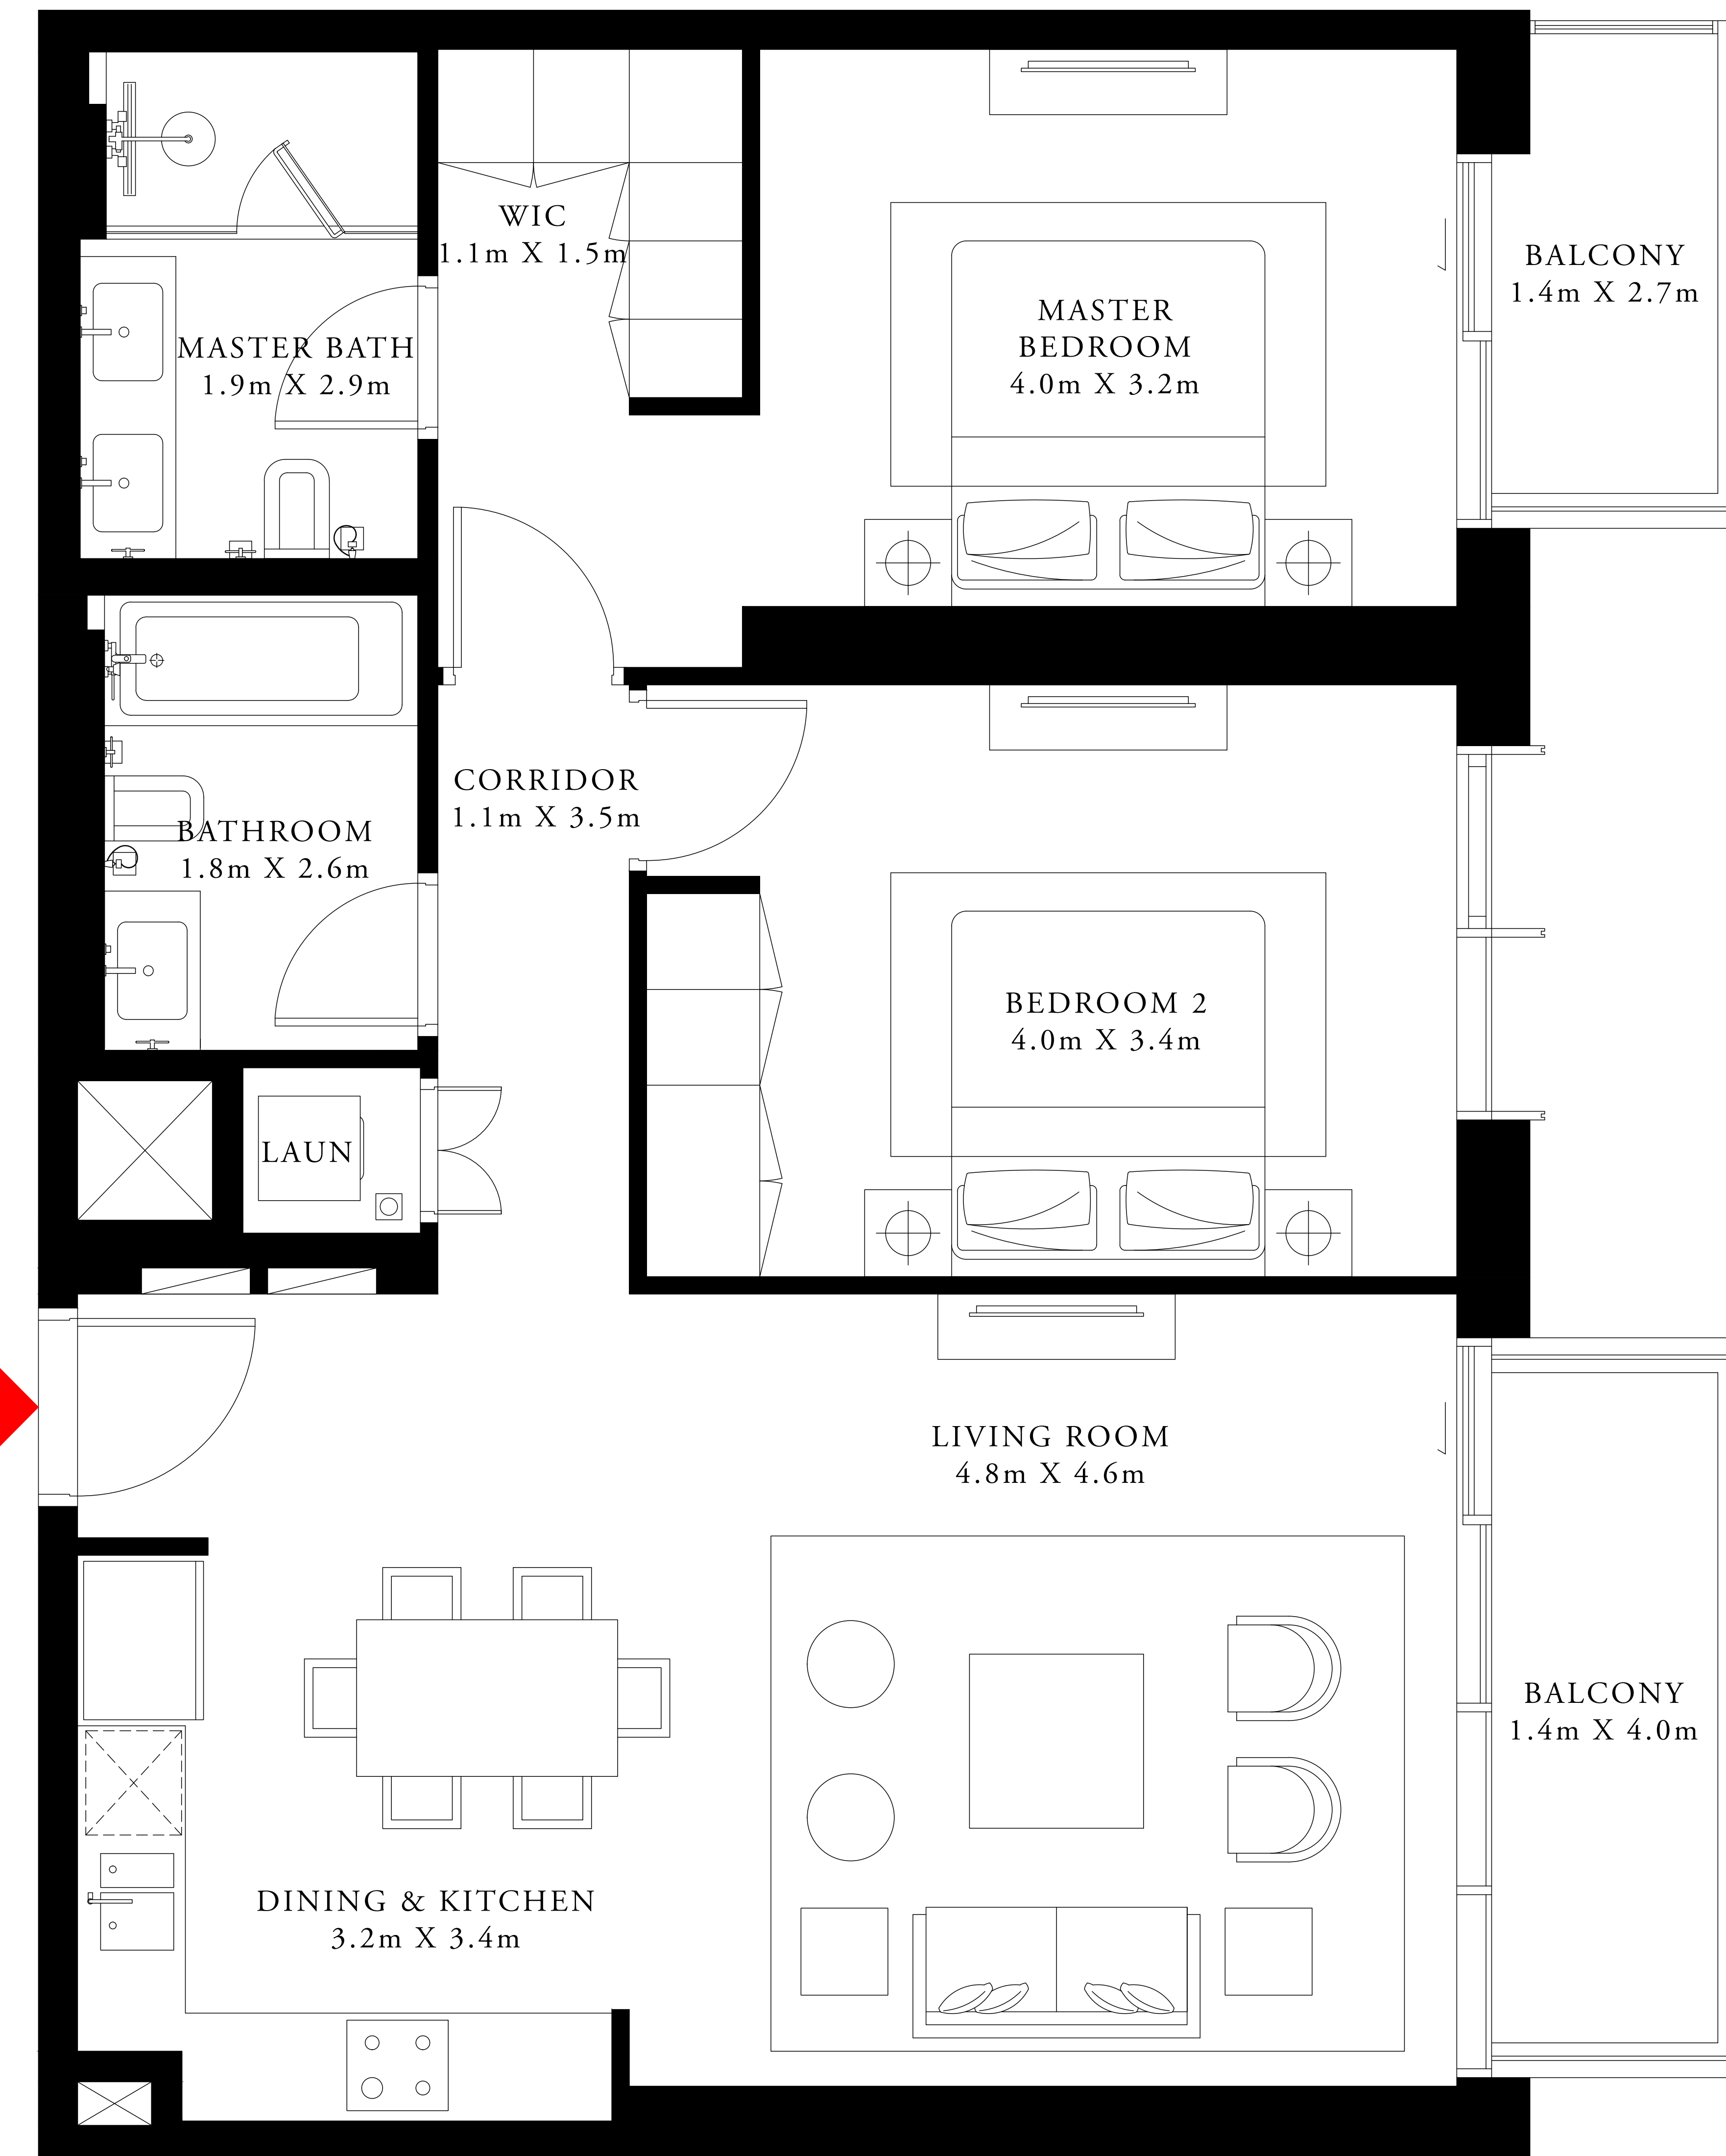 WIC
1.1m X 1.5m
BALCONY
1.4m X 2.7m
MASTER
BEDROOM
4.0m X 3.2m
MASTER BATH
1.9m X 2.9m
CORRIDOR
1.1m X 3.5m
BATHROOM
1.8m X 2.6m
BEDROOM 2
4.0m X 3.4m
LAUN
LIVING ROOM
4.8m X 4.6m
BALCONY
1.4m X 4.0m
DINING & KITCHEN
3.2m X 3.4m